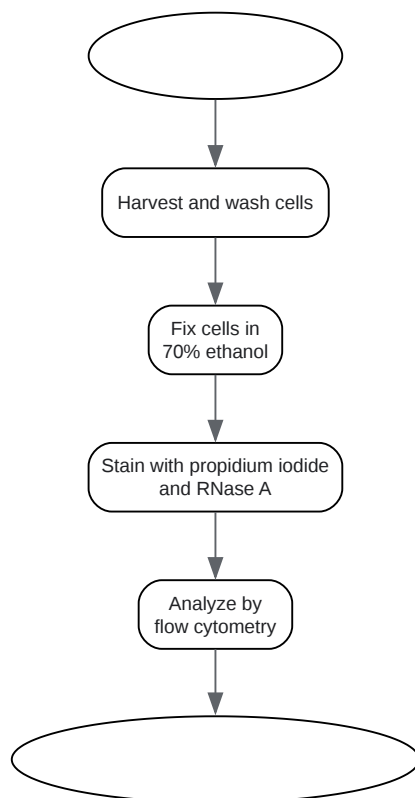 Harvest and wash cells
Fix cells in
70% ethanol
Stain with propidium iodide
and RNase A
Analyze by
flow cytometry